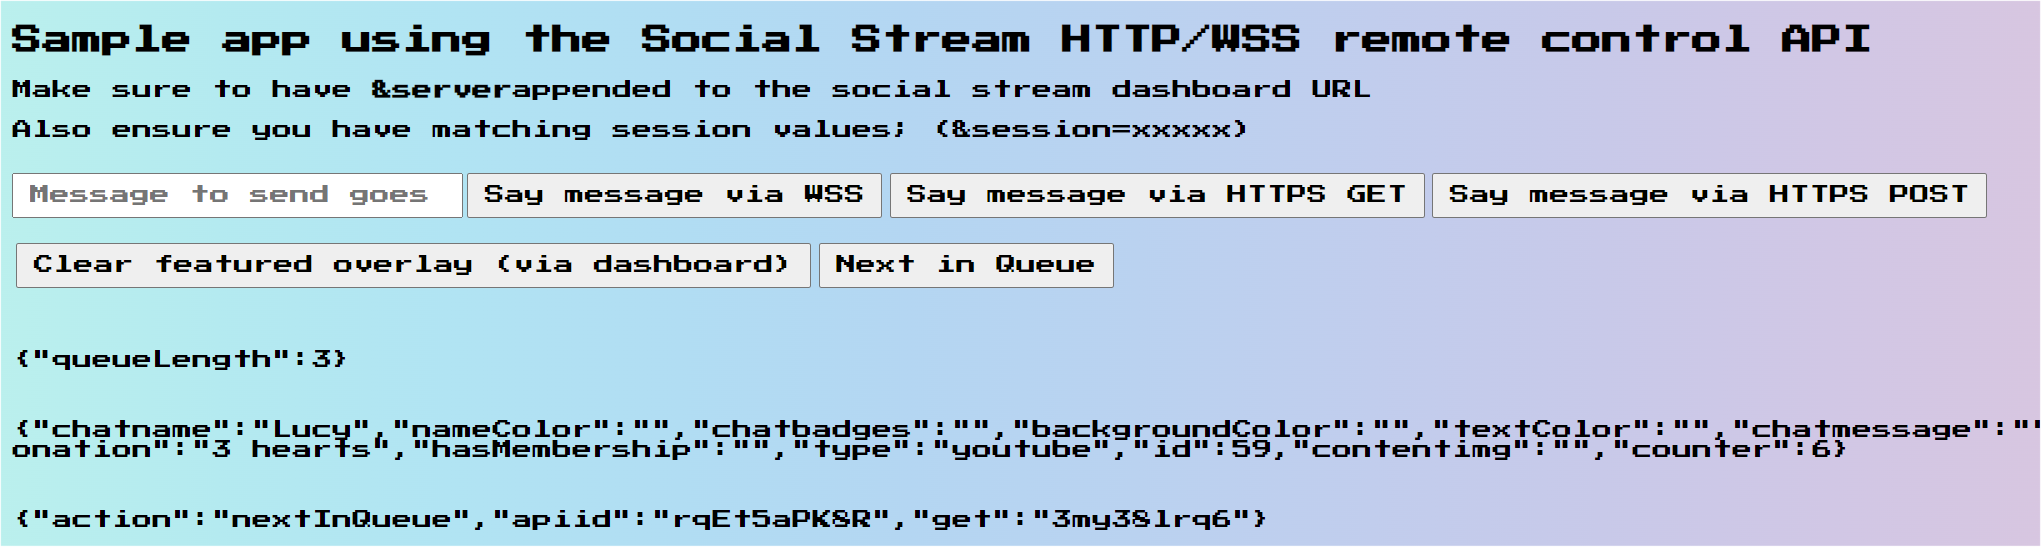 Sample app using the Social Stream HTTP/WSS remote control API
Make sure to have &serverappended to the social stream dashboard URL
Also ensure you have matching session values; (&session=xxxxx)
Message to send goes Say message via WSS Say message via HTTPS GET Say message via HTTPS POST
Clear featured overlay (via dashboard) Next in Queue
{"queueLength":3}
{"chatname":"Lucy","nameColor":"","chatbadges":"","backgroundColor":"","textColor":"","chatmessage":""
onation":"3 hearts","hasMembership":"","type":"youtube","id":59,"contentimg":"","counter":6}
{"action":"nextInQueue","apiid":"rqEt5aPK8R","get":"3my38lrq6"}